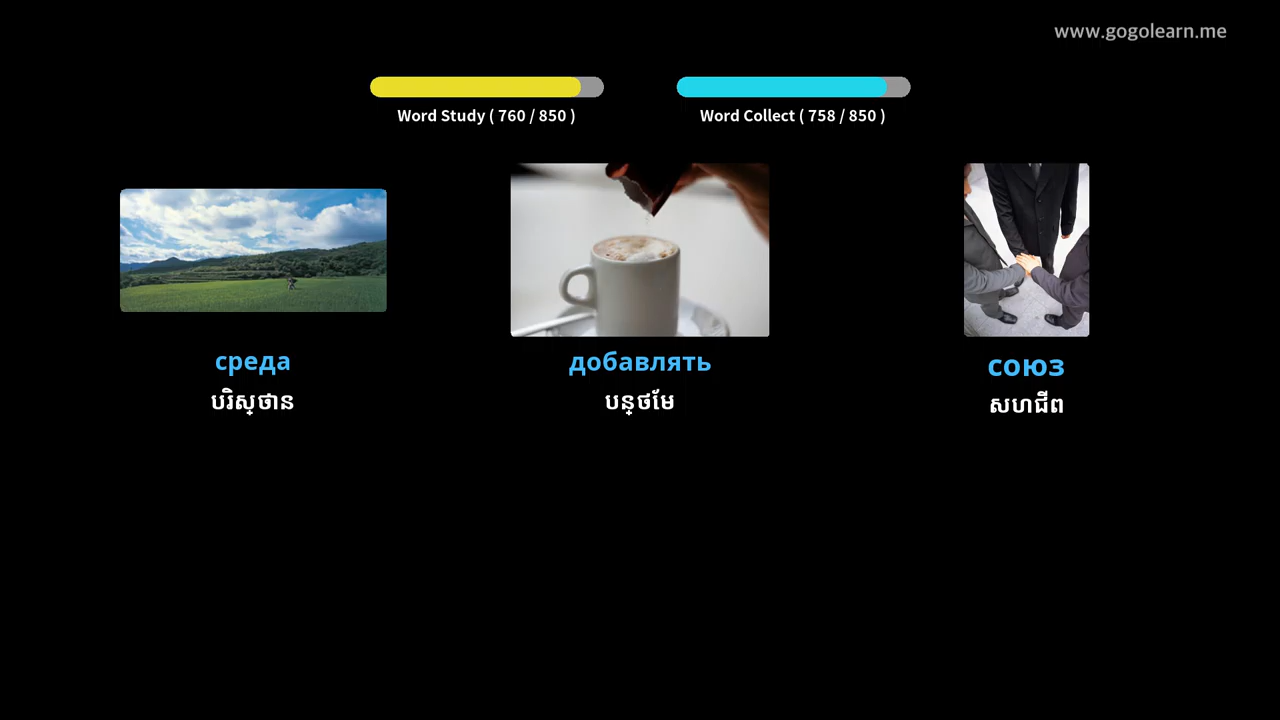 www.gogolearn.me
Word Study ( 760 / 850 )
Word Collect ( 758 / 850 )
среда
បរិស្ថាន
добавлять
បន្ថែម
союз
សហជីព